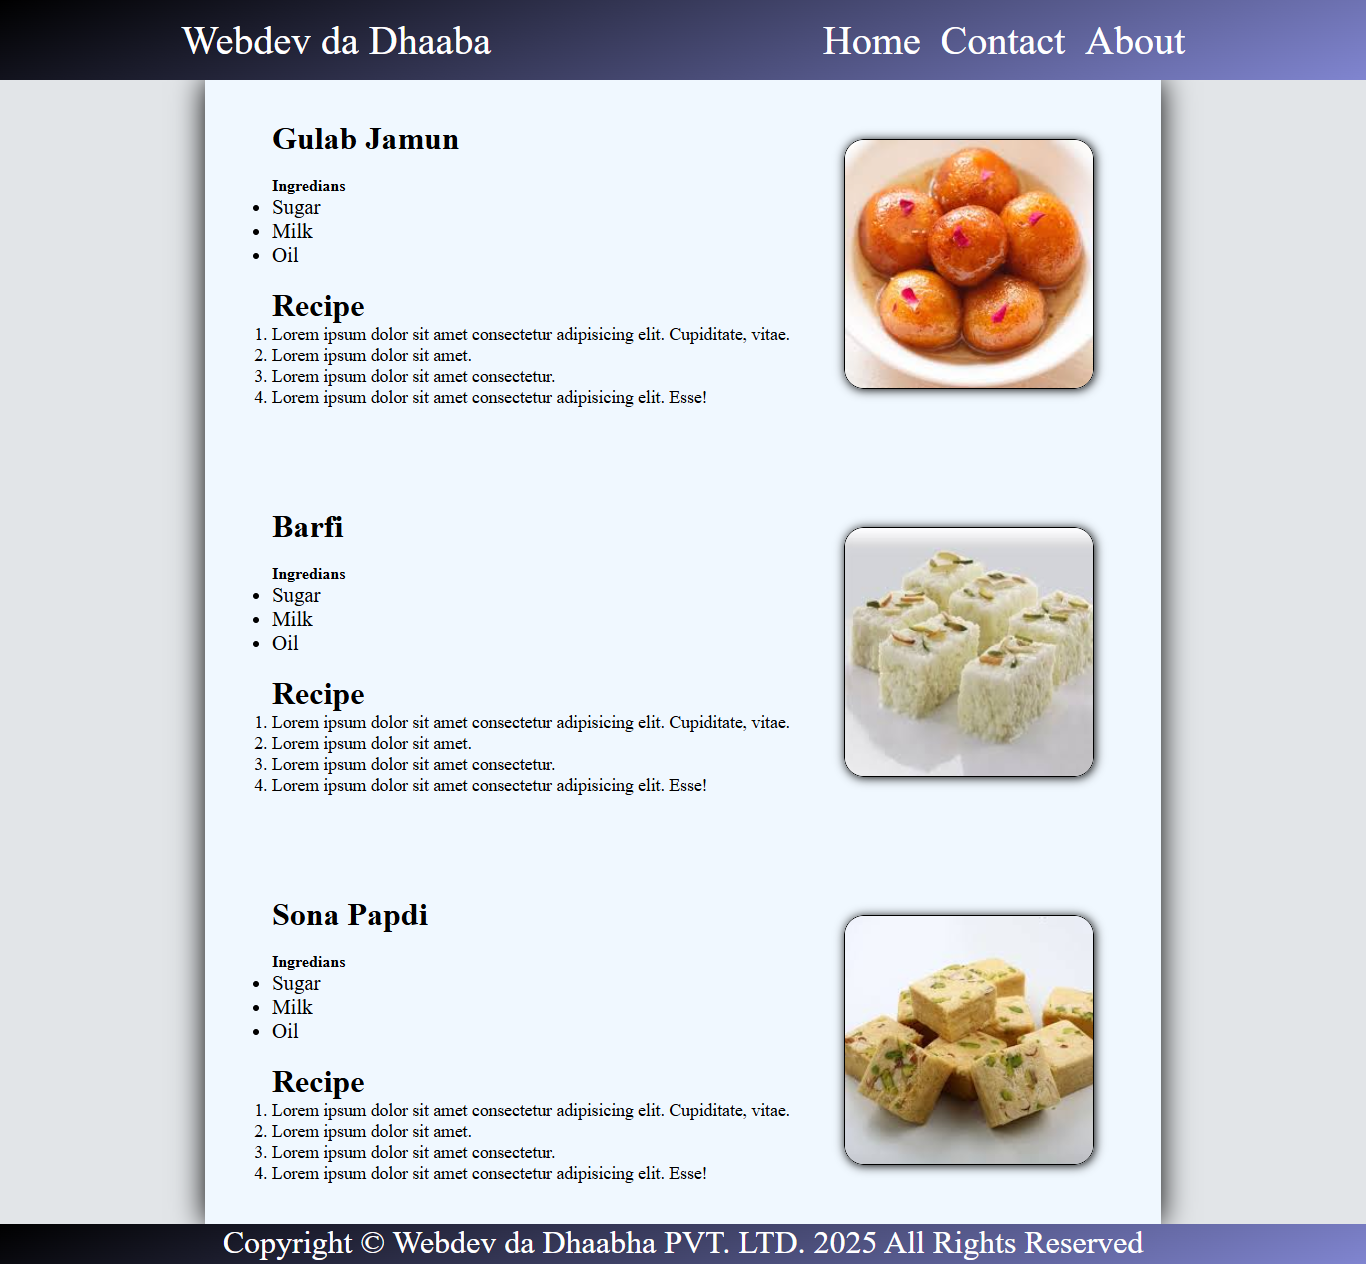 Webdev da Dhaaba
Home Contact About
Gulab Jamun
Ingredians
• Sugar
• Milk
• Oil
Recipe
1. Lorem ipsum dolor sit amet consectetur adipisicing elit. Cupiditate, vitae.
2. Lorem ipsum dolor sit amet.
3. Lorem ipsum dolor sit amet consectetur.
4. Lorem ipsum dolor sit amet consectetur adipisicing elit. Esse!
Barfi
Ingredians
• Sugar
• Milk
• Oil
Recipe
1. Lorem ipsum dolor sit amet consectetur adipisicing elit. Cupiditate, vitae.
2. Lorem ipsum dolor sit amet.
3. Lorem ipsum dolor sit amet consectetur.
4. Lorem ipsum dolor sit amet consectetur adipisicing elit. Esse!
Sona Papdi
Ingredians
• Sugar
• Milk
• Oil
Recipe
1. Lorem ipsum dolor sit amet consectetur adipisicing elit. Cupiditate, vitae.
2. Lorem ipsum dolor sit amet.
3. Lorem ipsum dolor sit amet consectetur.
4. Lorem ipsum dolor sit amet consectetur adipisicing elit. Esse!
Copyright © Webdev da Dhaabha PVT. LTD. 2025 All Rights Reserved